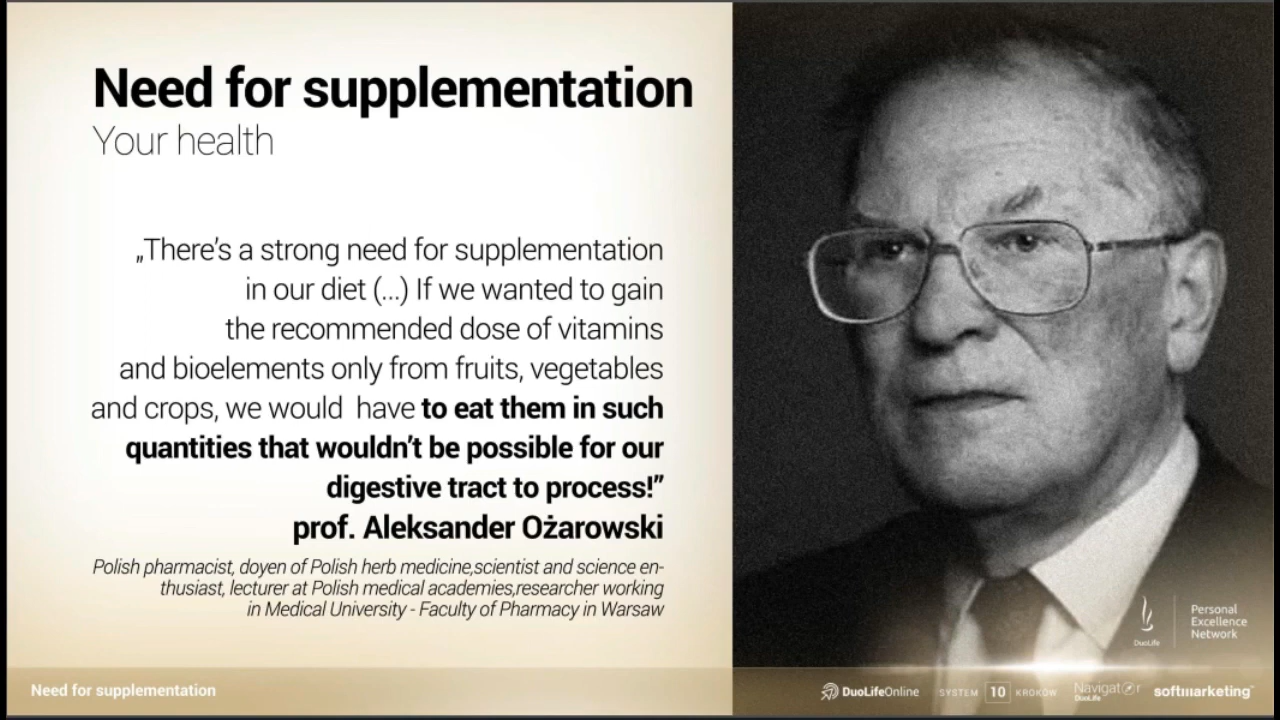 Need for supplementation
Your health
„There's a strong need for supplementation
in our diet (...) If we wanted to gain
the recommended dose of vitamins
and bioelements only from fruits, vegetables
and crops, we would have to eat them in such
quantities that wouldn't be possible for our
digestive tract to process!”
prof. Aleksander Ożarowski
Polish pharmacist, doyen of Polish herb medicine,scientist and science en-
thusiast, lecturer at Polish medical academies,researcher working
in Medical University - Faculty of Pharmacy in Warsaw
DuoLife
Personal
Excellence
Network
Need for supplementation
DuoLifeOnline
SYSTEM 10 KROKÓW
Navigator
DuoLife
softmarketing